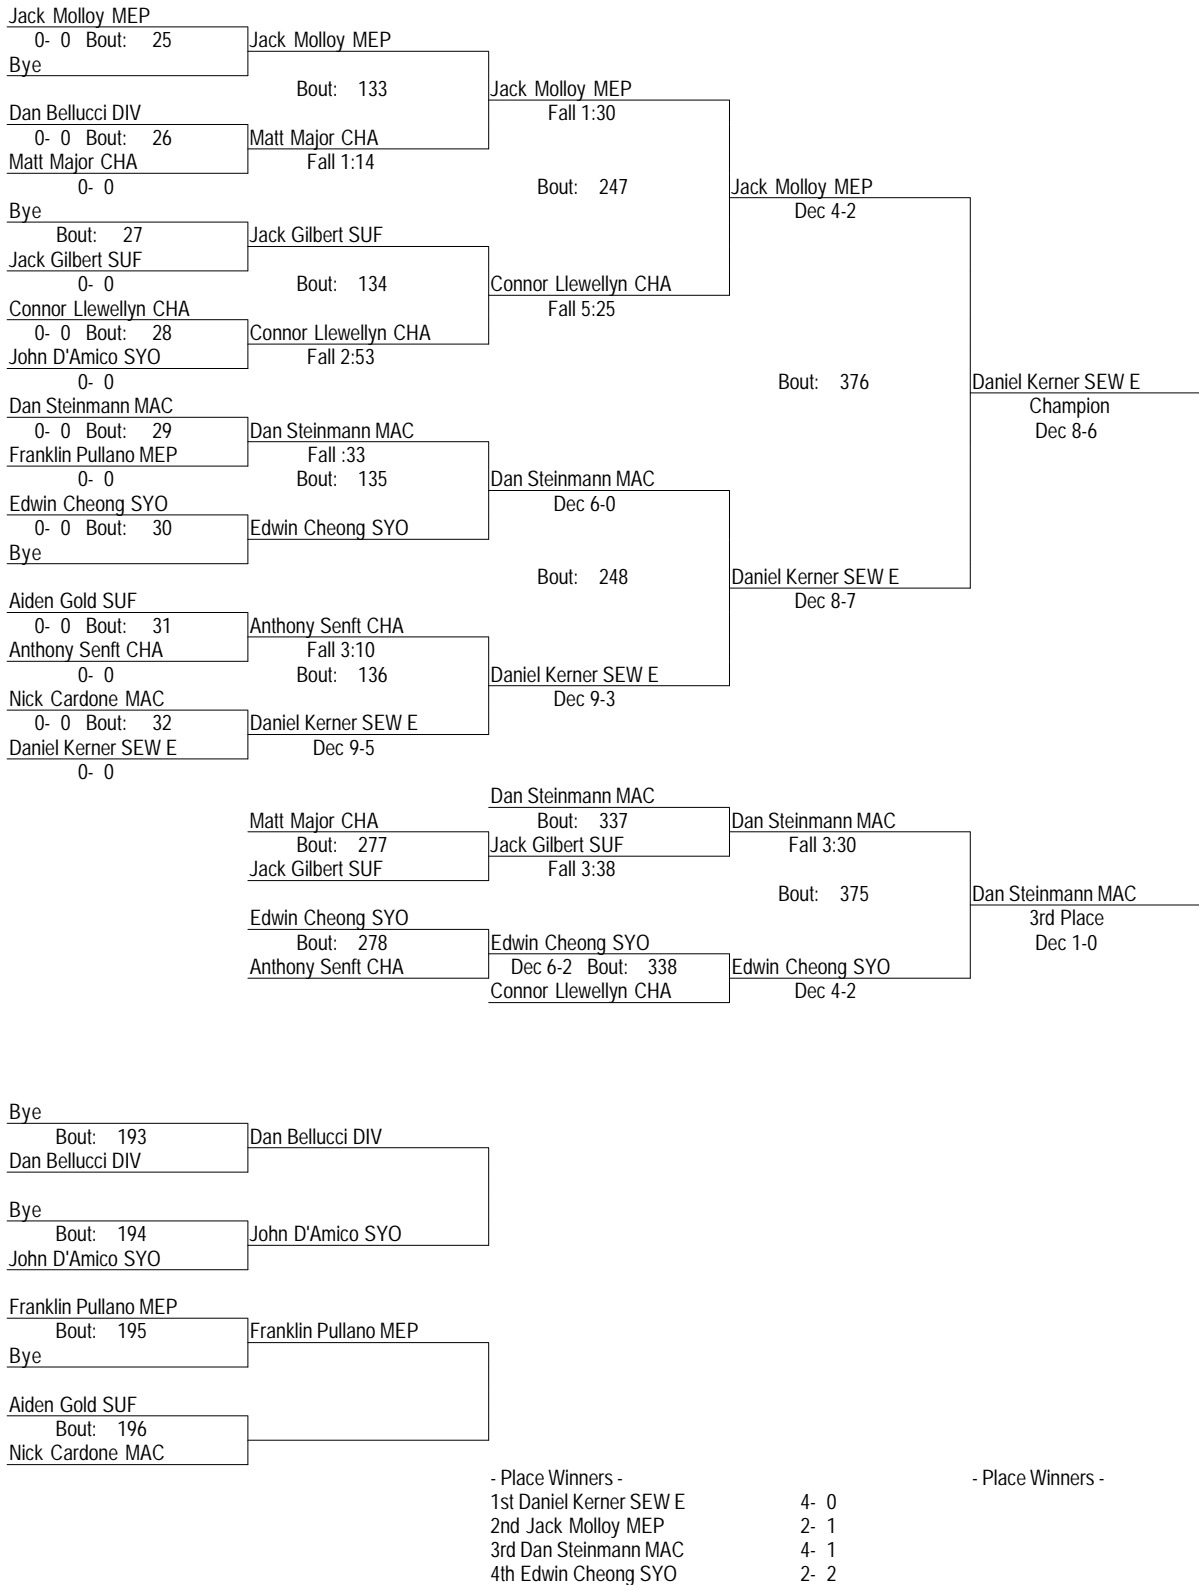 Jack Molloy MEP
0- 0 Bout: 25
Bye
Jack Molloy MEP
Bout: 133
Dan Bellucci DIV
0- 0 Bout: 26
Matt Major CHA
0- 0
Matt Major CHA
Fall 1:14
Jack Molloy MEP
Fall 1:30
Bout: 247
Bye
Bout: 27
Jack Gilbert SUF
0- 0
Jack Gilbert SUF
Bout: 134
Connor Llewellyn CHA
0- 0 Bout: 28
John D'Amico SYO
0- 0
Connor Llewellyn CHA
Fall 2:53
Connor Llewellyn CHA
Fall 5:25
Jack Molloy MEP
Dec 4-2
Bout: 376
Dan Steinmann MAC
0- 0 Bout: 29
Franklin Pullano MEP
0- 0
Dan Steinmann MAC
Fall :33
Bout: 135
Edwin Cheong SYO
0- 0 Bout: 30
Bye
Edwin Cheong SYO
Dan Steinmann MAC
Dec 6-0
Bout: 248
Aiden Gold SUF
0- 0 Bout: 31
Anthony Senft CHA
0- 0
Anthony Senft CHA
Fall 3:10
Bout: 136
Nick Cardone MAC
0- 0 Bout: 32
Daniel Kerner SEW E
0- 0
Daniel Kerner SEW E
Dec 9-5
Daniel Kerner SEW E
Dec 9-3
Daniel Kerner SEW E
Dec 8-7
Daniel Kerner SEW E
Champion
Dec 8-6
Matt Major CHA
Bout: 277
Jack Gilbert SUF
Dan Steinmann MAC
Bout: 337
Jack Gilbert SUF
Fall 3:38
Dan Steinmann MAC
Fall 3:30
Bout: 375
Edwin Cheong SYO
Bout: 278
Anthony Senft CHA
Edwin Cheong SYO
Dec 6-2 Bout: 338
Connor Llewellyn CHA
Edwin Cheong SYO
Dec 4-2
Dan Steinmann MAC
3rd Place
Dec 1-0
Bye
Bout: 193
Dan Bellucci DIV
Dan Bellucci DIV
Bye
Bout: 194
John D'Amico SYO
John D'Amico SYO
Franklin Pullano MEP
Bout: 195
Bye
Franklin Pullano MEP
Aiden Gold SUF
Bout: 196
Nick Cardone MAC
- Place Winners -
1st Daniel Kerner SEW E 4- 0
2nd Jack Molloy MEP 2- 1
3rd Dan Steinmann MAC 4- 1
4th Edwin Cheong SYO 2- 2
- Place Winners -